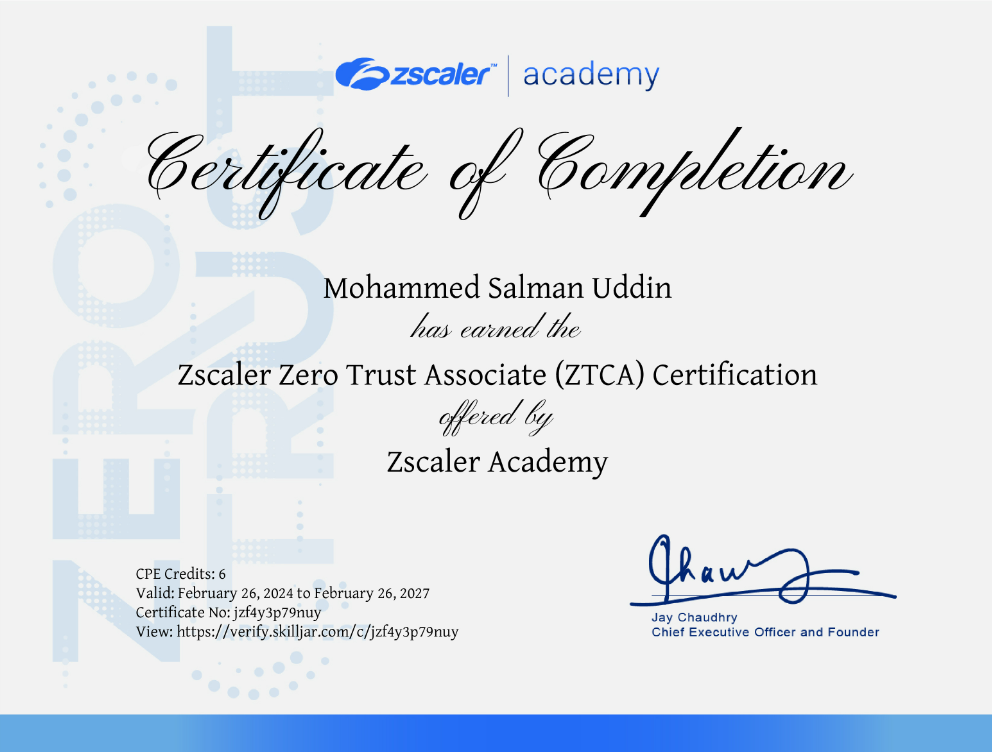 zscaler™ | academy
Certificate of Completion
Mohammed Salman Uddin
has earned the
Zscaler Zero Trust Associate (ZTCA) Certification
offered by
Zscaler Academy
CPE Credits: 6
Valid: February 26, 2024 to February 26, 2027
Certificate No: jzf4y3p79nuy
View: https://verify.skilljar.com/c/jzf4y3p79nuy
Jay Chaudhry
Chief Executive Officer and Founder
ZERO
TRUST